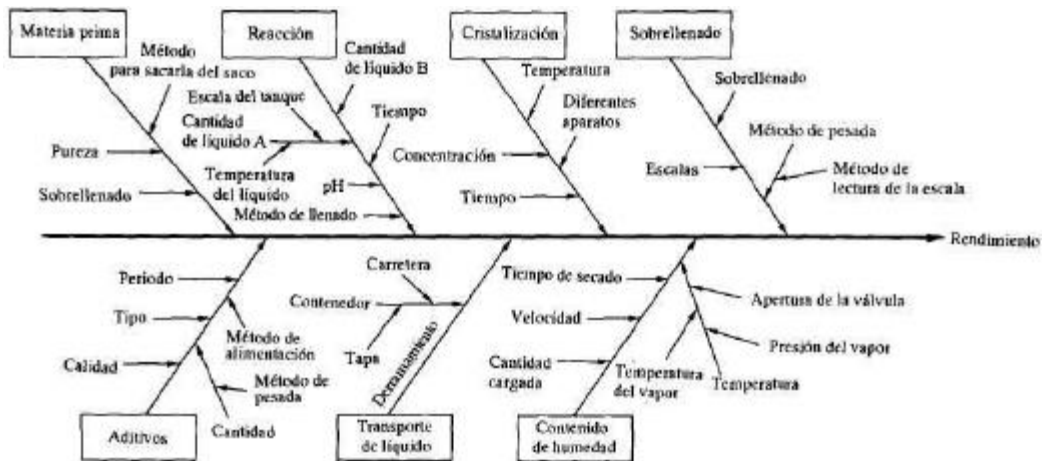 Materia prima
Reacción
Cristalización
Sobrellenado
Método
para sacarla del saco
Pureza
Sobrellenado
Cantidad
de líquido B
Escala del tanque
Cantidad
de líquido A
Tiempo
Temperatura
del líquido
pH
Método de llenado
Temperatura
Diferentes
aparatos
Concentración
Tiempo
Sobrellenado
Método de pesada
Escalas
Método de
lectura de la escala
Rendimiento
Período
Tipo
Calidad
Método de
alimentación
Método de
pesada
Cantidad
Aditivos
Carretera
Contenedor
Tapa
Derramamiento
Transporte
de líquido
Tiempo de secado
Velocidad
Cantidad
cargada
Apertura de la válvula
Presión del vapor
Temperatura
del vapor
Temperatura
Contenido
de humedad